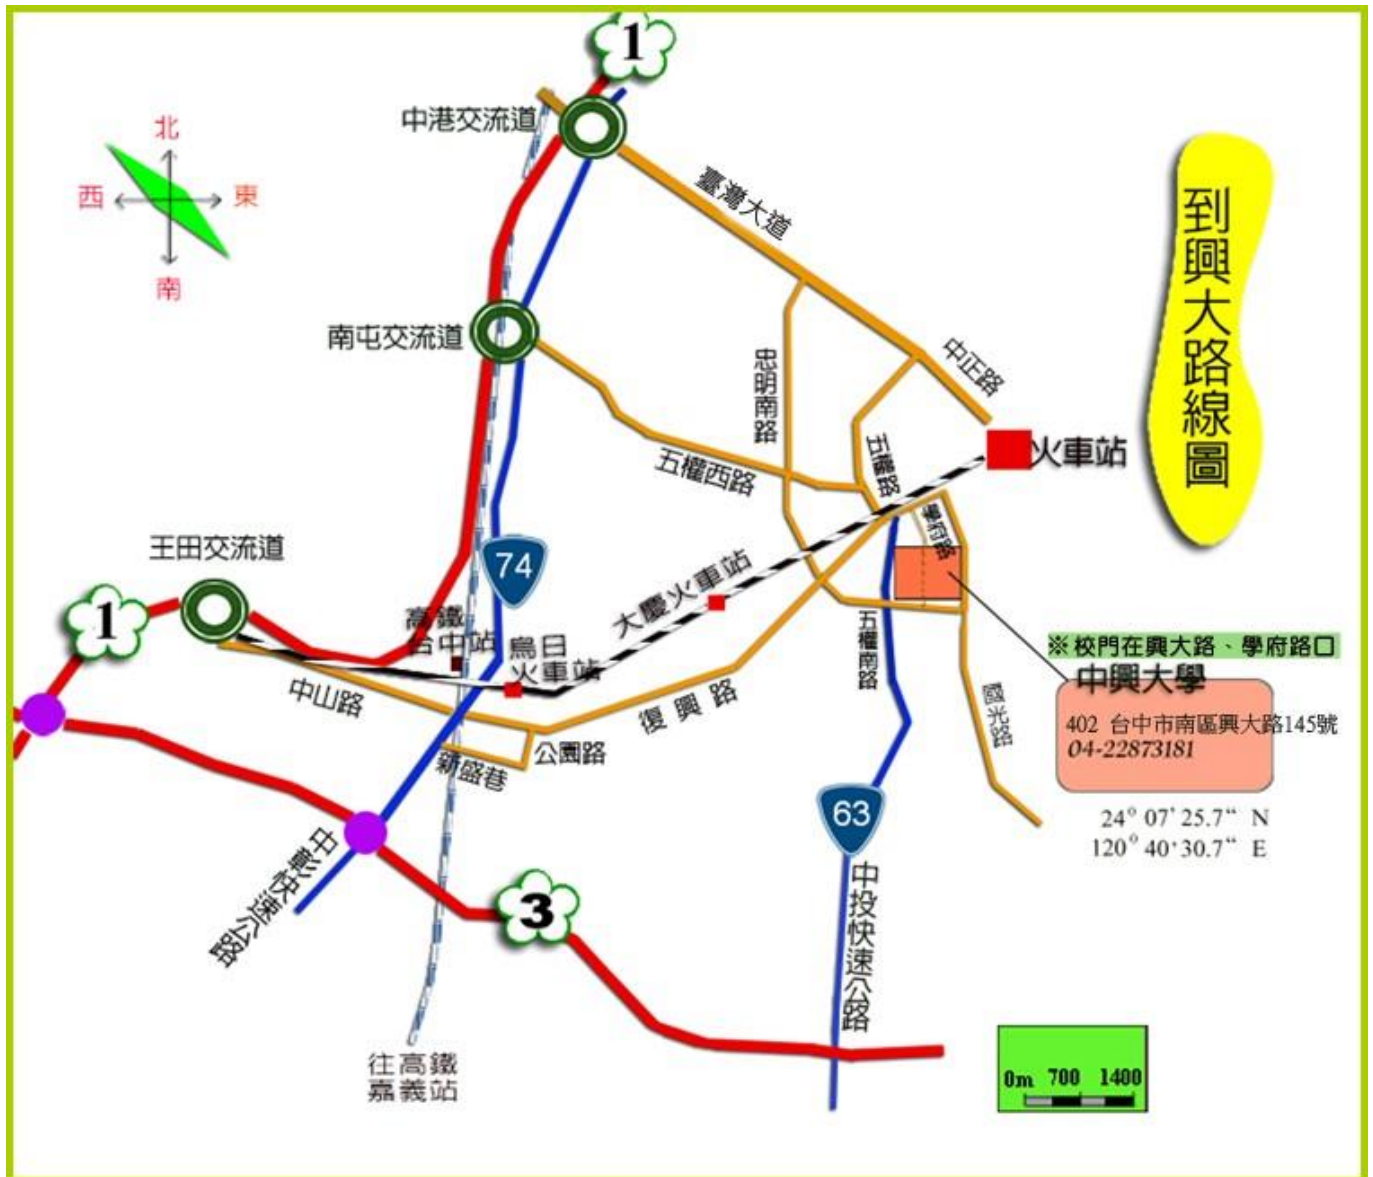 1
中港交流道
北
西
東
南
臺灣大道
到興大路線圖
南屯交流道
中正路
忠明南路
五權路
火車站
五權西路
學府路
王田交流道
74
大慶火車站
1
高鐵
台中站
烏日
火車站
五權南路
※校門在興大路、學府路口
中興大學
402 台中市南區興大路145號
04-22873181
中山路
復興路
國光路
公園路
新盛巷
63
24° 07' 25.7“ N
120° 40' 30.7“ E
中彰快速公路
3
中投快速公路
往高鐵
嘉義站
0m 700 1400